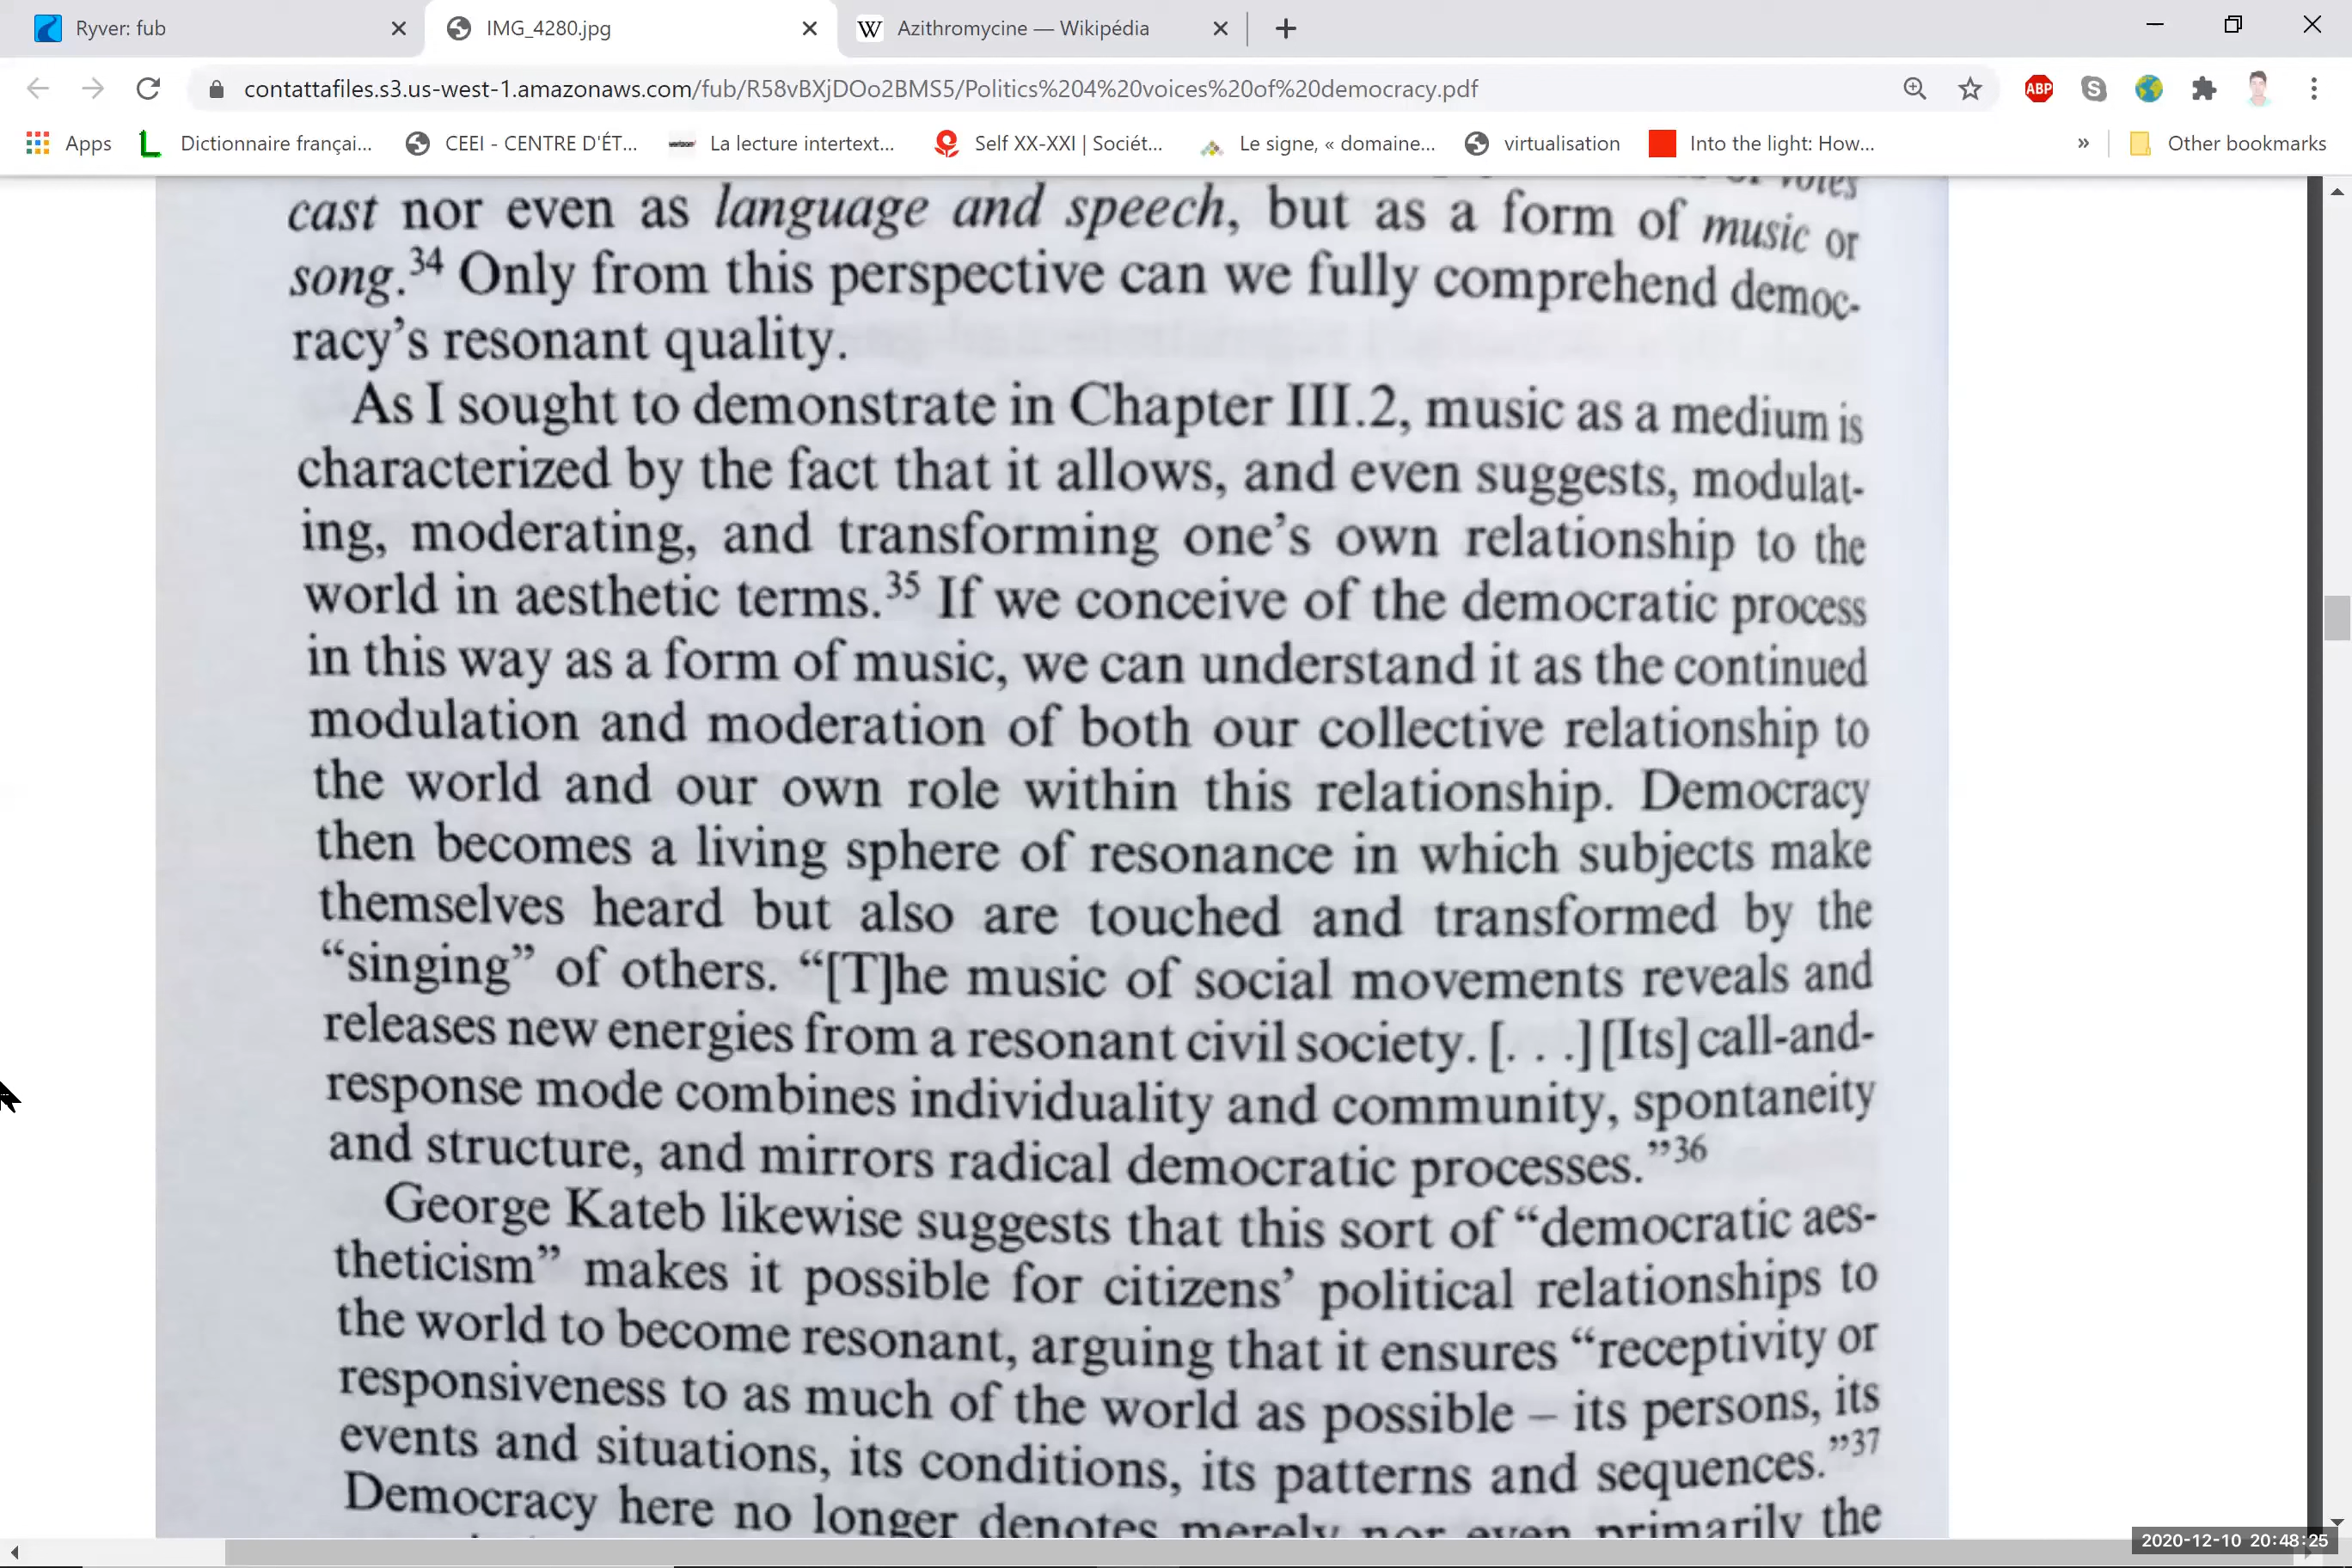 Ryver: fub
IMG_4280.jpg
Azithromycine — Wikipédia
contattafiles.s3.us-west-1.amazonaws.com/fub/R58vBXjDOo2BMS5/Politics%204%20voices%20of%20democracy.pdf
ABP
Apps
Dictionnaire françai...
CEEI - CENTRE D'ÉT...
La lecture intertext...
Self XX-XXI | Sociét...
Le signe, « domaine...
virtualisation
Into the light: How...
»
Other bookmarks
votes
cast nor even as language and speech, but as a form of music or
song.34 Only from this perspective can we fully comprehend democ-
racy's resonant quality.
As I sought to demonstrate in Chapter III.2, music as a medium is
characterized by the fact that it allows, and even suggests, modulat-
ing, moderating, and transforming one's own relationship to the
world in aesthetic terms.35 If we conceive of the democratic process
in this way as a form of music, we can understand it as the continued
modulation and moderation of both our collective relationship to
the world and our own role within this relationship. Democracy
then becomes a living sphere of resonance in which subjects make
themselves heard but also are touched and transformed by the
“singing” of others. “[T]he music of social movements reveals and
releases new energies from a resonant civil society. [. . .] [Its] call-and-
response mode combines individuality and community, spontaneity
and structure, and mirrors radical democratic processes.”36
George Kateb likewise suggests that this sort of “democratic aes-
theticism” makes it possible for citizens’ political relationships to
the world to become resonant, arguing that it ensures “receptivity or
responsiveness to as much of the world as possible – its persons, its
events and situations, its conditions, its patterns and sequences.”37
Democracy here no longer denotes merely nor even primarily the
2020-12-10 20:48:25